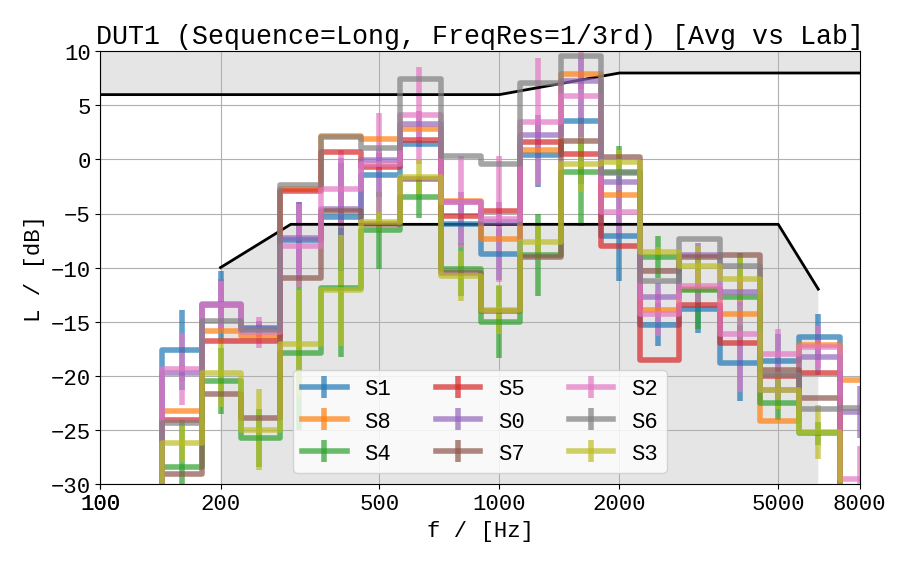 DUT1 (Sequence=Long, FreqRes=1/3rd) [Avg vs Lab]
10
5
0
−5
−10
−15
−20
−25
−30
L / [dB]
S1 S5 S2
S8 S0 S6
S4 S7 S3
100 200 500 1000 2000 5000 8000
f / [Hz]